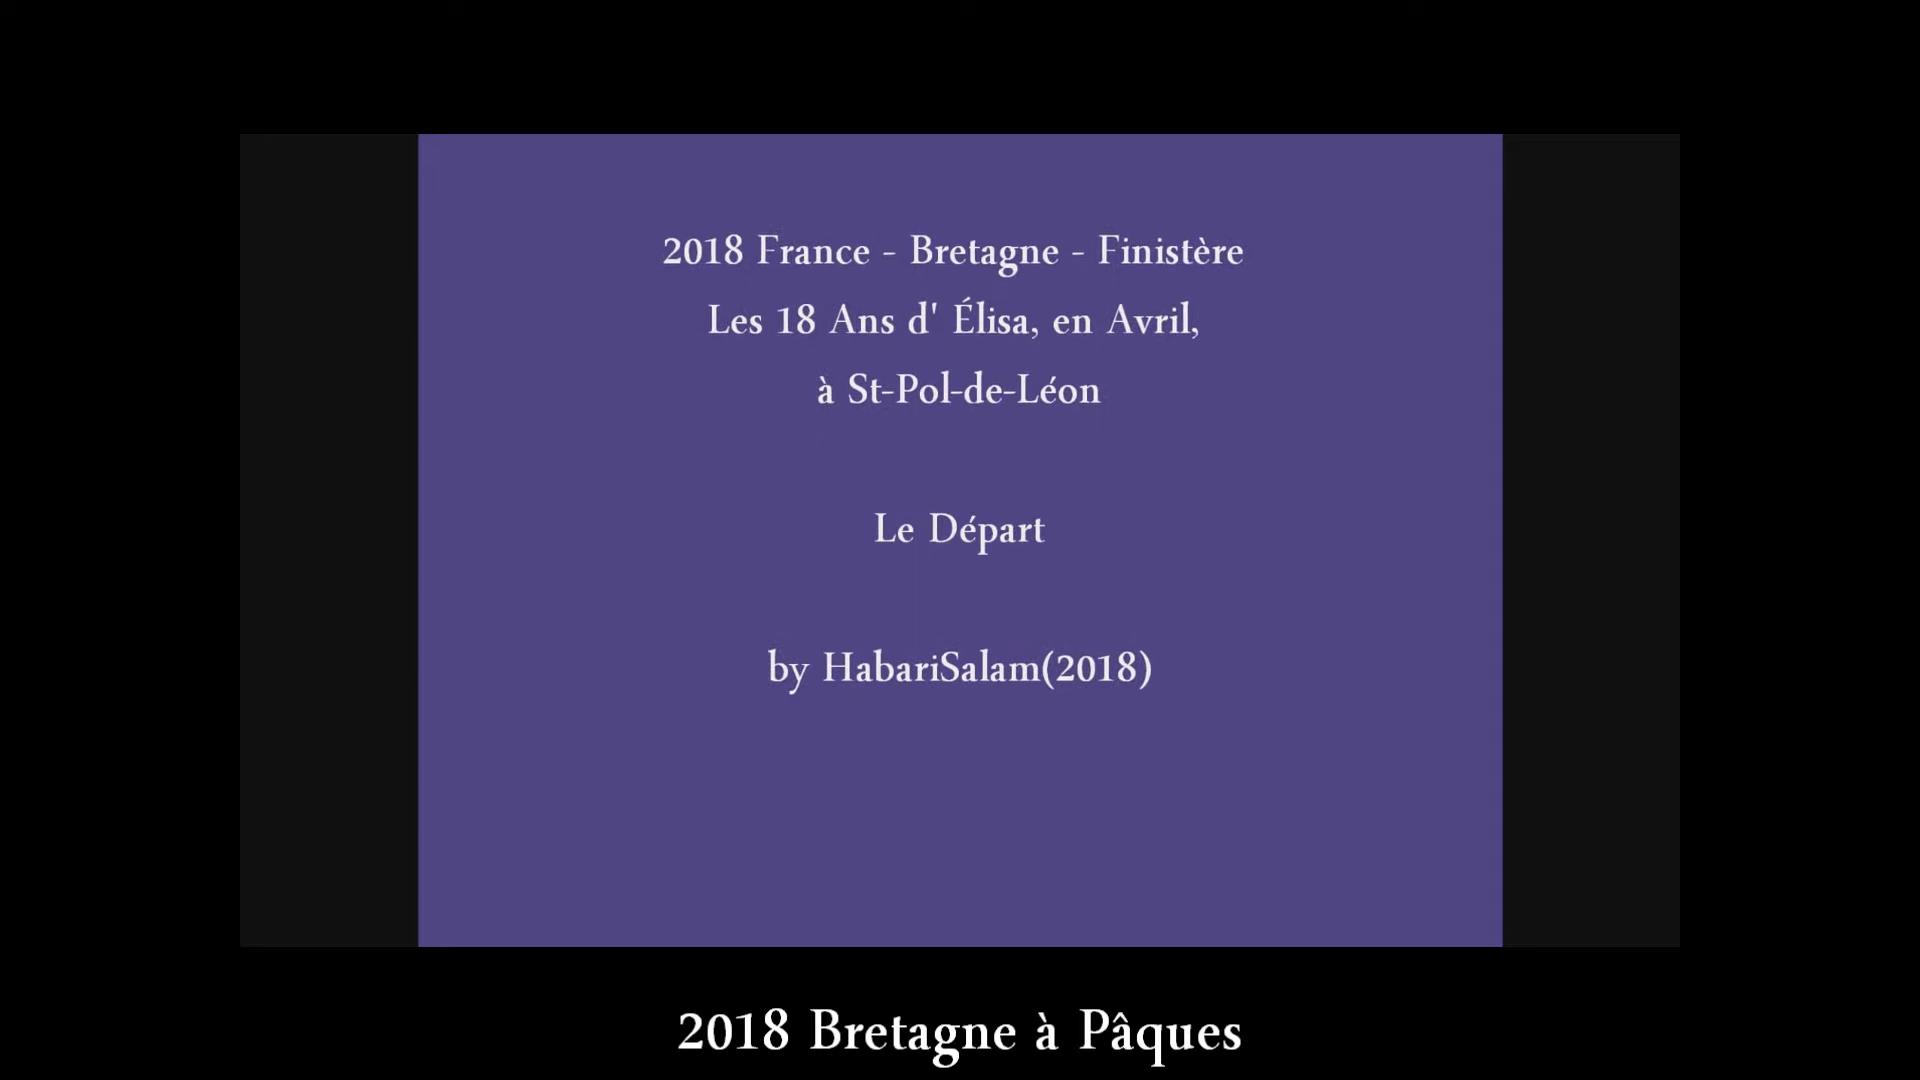 2018 France - Bretagne - Finistère
Les 18 Ans d' Élisa, en Avril,
à St-Pol-de-Léon
Le Départ
by HabariSalam(2018)
2018 Bretagne à Pâques